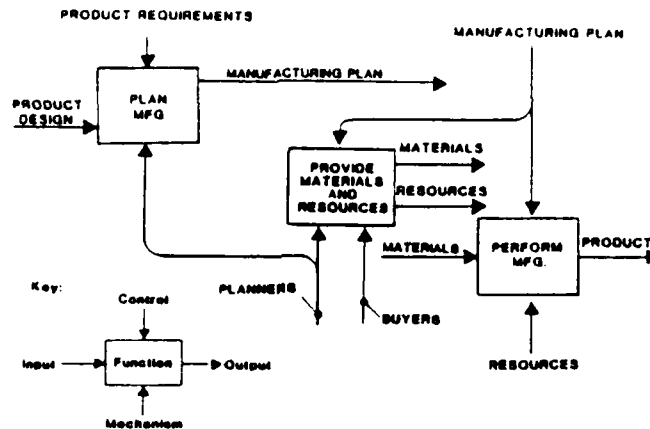 PRODUCT REQUIREMENTS
MANUFACTURING PLAN
PLAN
MFG
MANUFACTURING PLAN
PRODUCT
DESIGN
PROVIDE
MATERIALS
AND
RESOURCES
MATERIALS
RESOURCES
MATERIALS
PERFORM
MFG.
PRODUCT
PLANNERS
BUYERS
RESOURCES
Key:
Control
Input
Function
Output
Mechanism